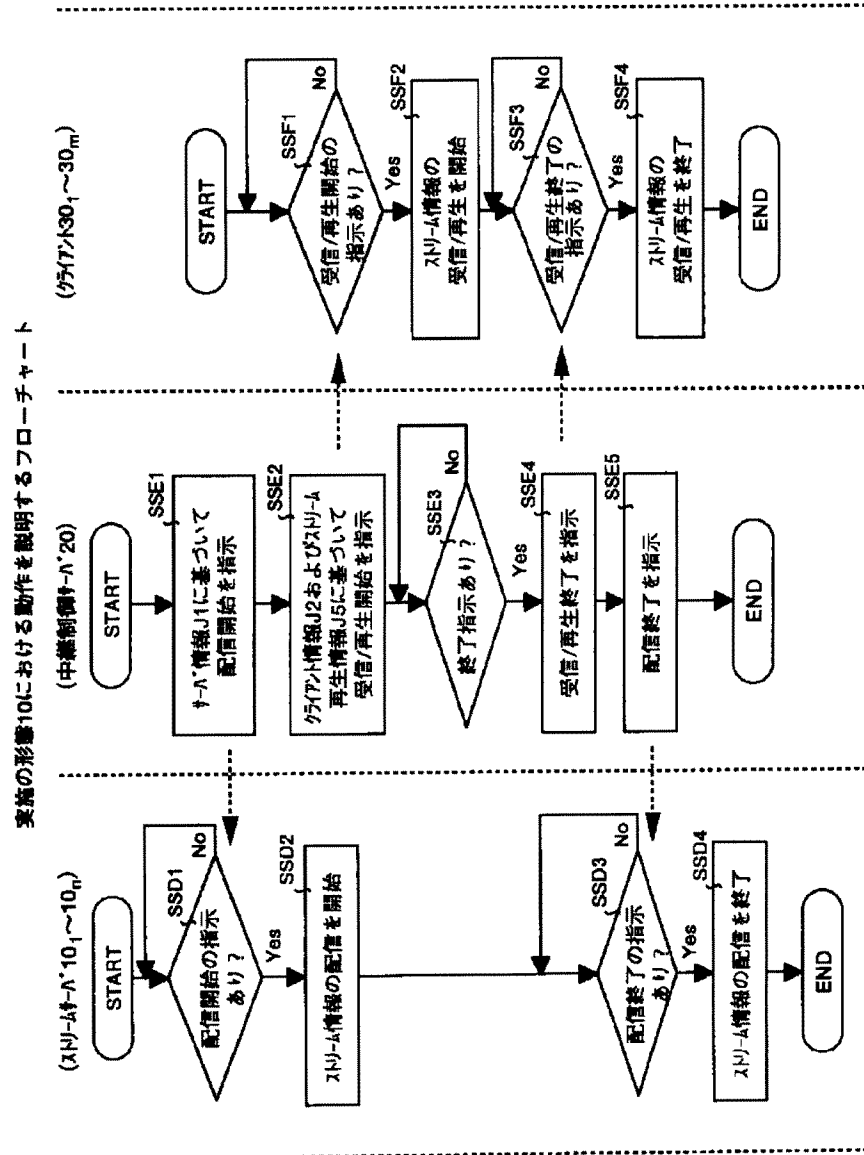 実施の形態10における動作を説明するフローチャート
(ストリームサーバ10₁～10ₙ)
START
SSD1
配信開始の指示
あり？
No
Yes
SSD2
ストリーム情報の配信を開始
SSD3
配信終了の指示
あり？
No
Yes
SSD4
ストリーム情報の配信を終了
END
(中継制御サーバ20)
START
SSE1
サーバ情報J1に基づいて
配信開始を指示
SSE2
クライアント情報J2およびストリーム
再生情報J5に基づいて
受信/再生開始を指示
SSE3
終了指示あり？
No
Yes
SSE4
受信/再生終了を指示
SSE5
配信終了を指示
END
(クライアント30₁～30ₘ)
START
SSF1
受信/再生開始の
指示あり？
No
Yes
SSF2
ストリーム情報の
受信/再生を開始
SSF3
受信/再生終了の
指示あり？
No
Yes
SSF4
ストリーム情報の
受信/再生を終了
END